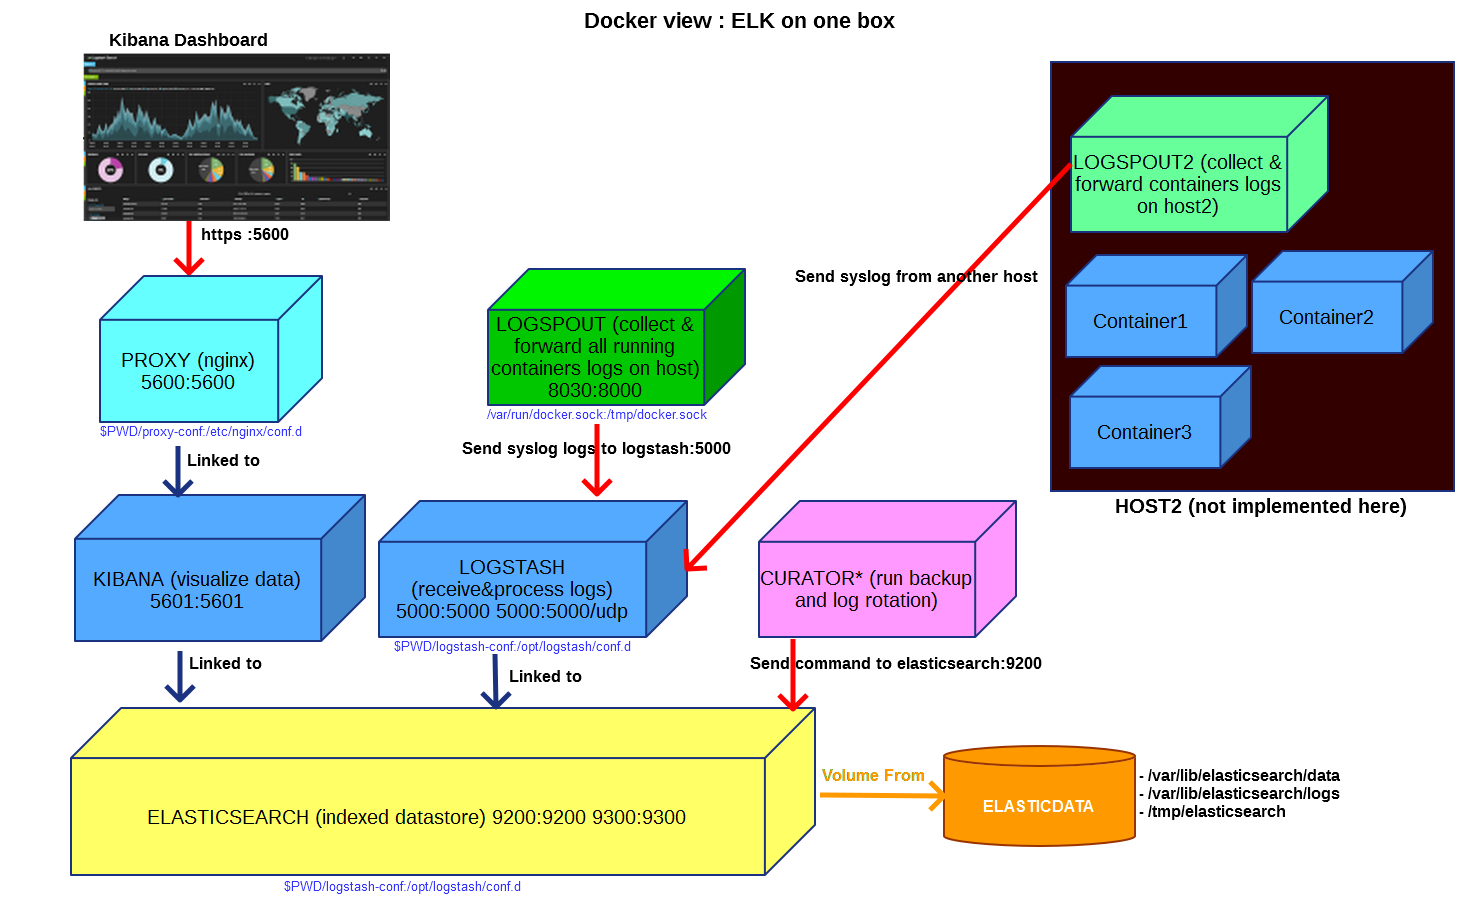 Docker view : ELK on one box
Kibana Dashboard
https :5600
PROXY (nginx)
5600:5600
$PWD/proxy-conf:/etc/nginx/conf.d
Linked to
KIBANA (visualize data)
5601:5601
Linked to
LOGSPOUT (collect &
forward all running
containers logs on host)
8030:8000
/var/run/docker.sock:/tmp/docker.sock
Send syslog logs to logstash:5000
LOGSTASH
(receive&process logs)
5000:5000 5000:5000/udp
$PWD/logstash-conf:/opt/logstash/conf.d
Linked to
Send syslog from another host
LOGSPOUT2 (collect &
forward containers logs
on host2)
Container1
Container2
Container3
HOST2 (not implemented here)
CURATOR* (run backup
and log rotation)
Send command to elasticsearch:9200
ELASTICSEARCH (indexed datastore) 9200:9200 9300:9300
$PWD/logstash-conf:/opt/logstash/conf.d
Volume From
ELASTICDATA
- /var/lib/elasticsearch/data
- /var/lib/elasticsearch/logs
- /tmp/elasticsearch